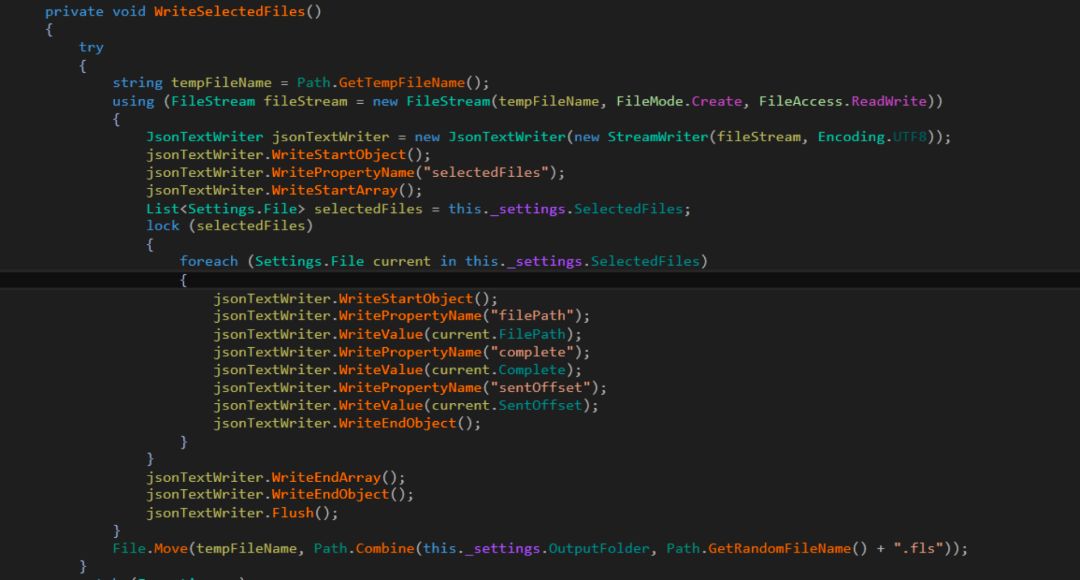 private void WriteSelectedFiles()
{
try
{
string tempFileName = Path.GetTempFileName();
using (FileStream fileStream = new FileStream(tempFileName, FileMode.Create, FileAccess.ReadWrite))
{
JsonTextWriter jsonTextWriter = new JsonTextWriter(new StreamWriter(fileStream, Encoding.UTF8));
jsonTextWriter.WriteStartObject();
jsonTextWriter.WritePropertyName("selectedFiles");
jsonTextWriter.WriteStartArray();
List<Settings.File> selectedFiles = this._settings.SelectedFiles;
lock (selectedFiles)
{
foreach (Settings.File current in this._settings.SelectedFiles)
{
jsonTextWriter.WriteStartObject();
jsonTextWriter.WritePropertyName("filePath");
jsonTextWriter.WriteValue(current.FilePath);
jsonTextWriter.WritePropertyName("complete");
jsonTextWriter.WriteValue(current.Complete);
jsonTextWriter.WritePropertyName("sentOffset");
jsonTextWriter.WriteValue(current.SentOffset);
jsonTextWriter.WriteEndObject();
}
}
jsonTextWriter.WriteEndArray();
jsonTextWriter.WriteEndObject();
jsonTextWriter.Flush();
}
File.Move(tempFileName, Path.Combine(this._settings.OutputFolder, Path.GetRandomFileName() + ".fls"));
}